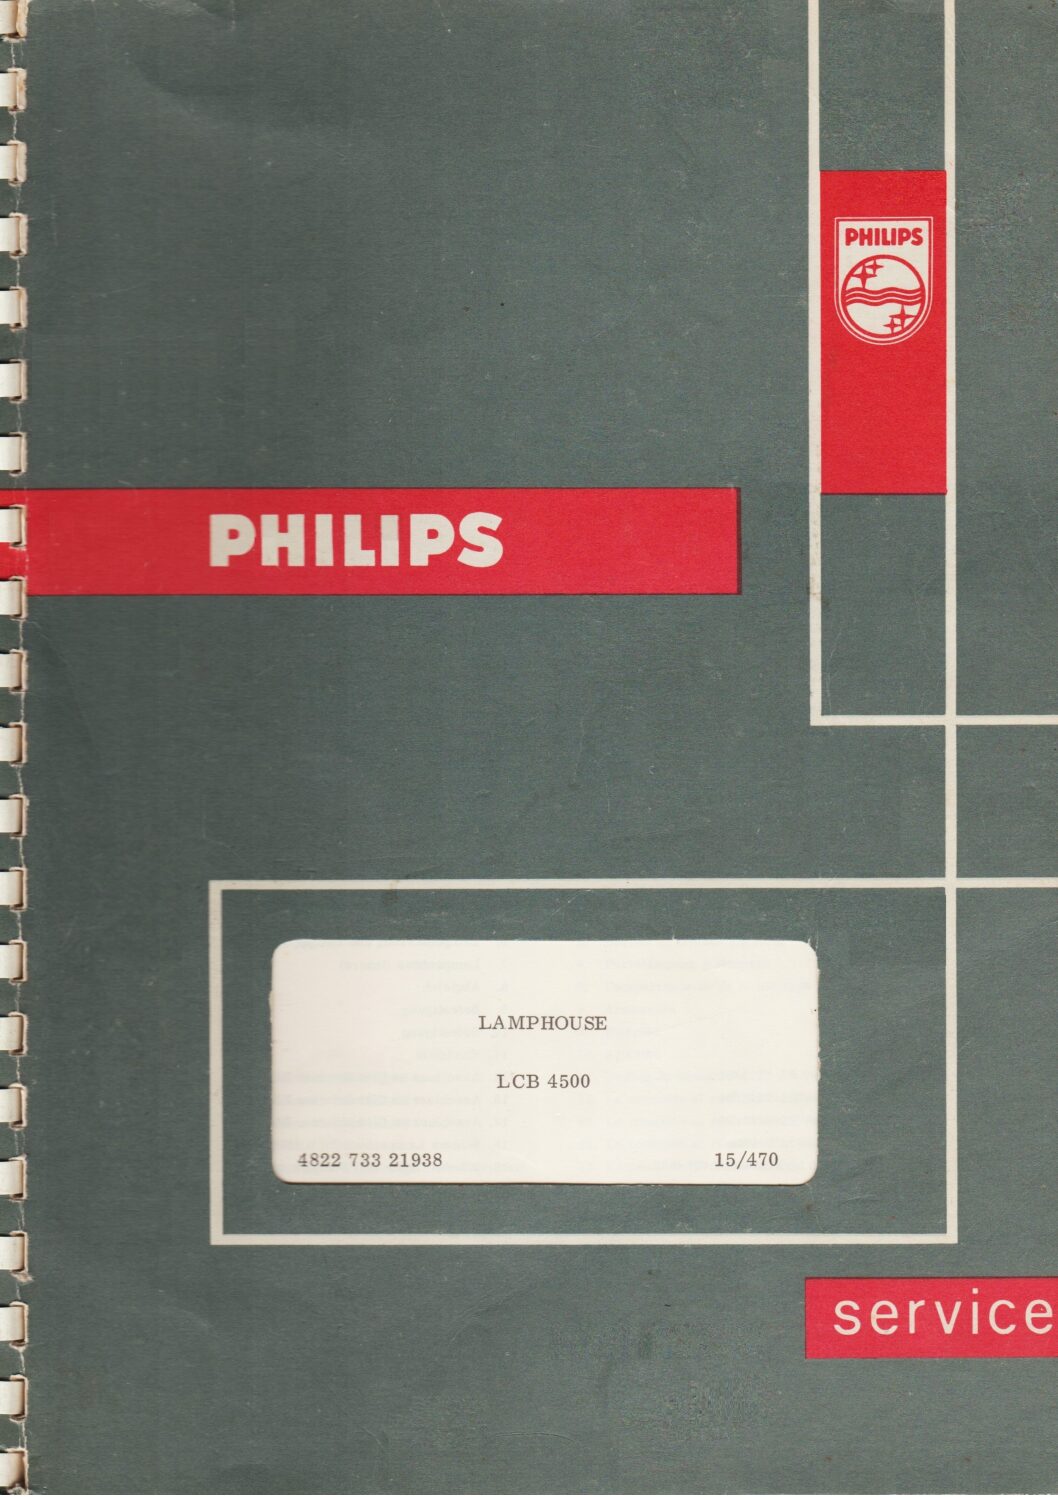 PHILIPS
PHILIPS
LAMPHOUSE
LCB 4500
4822 733 21938 15/470
service